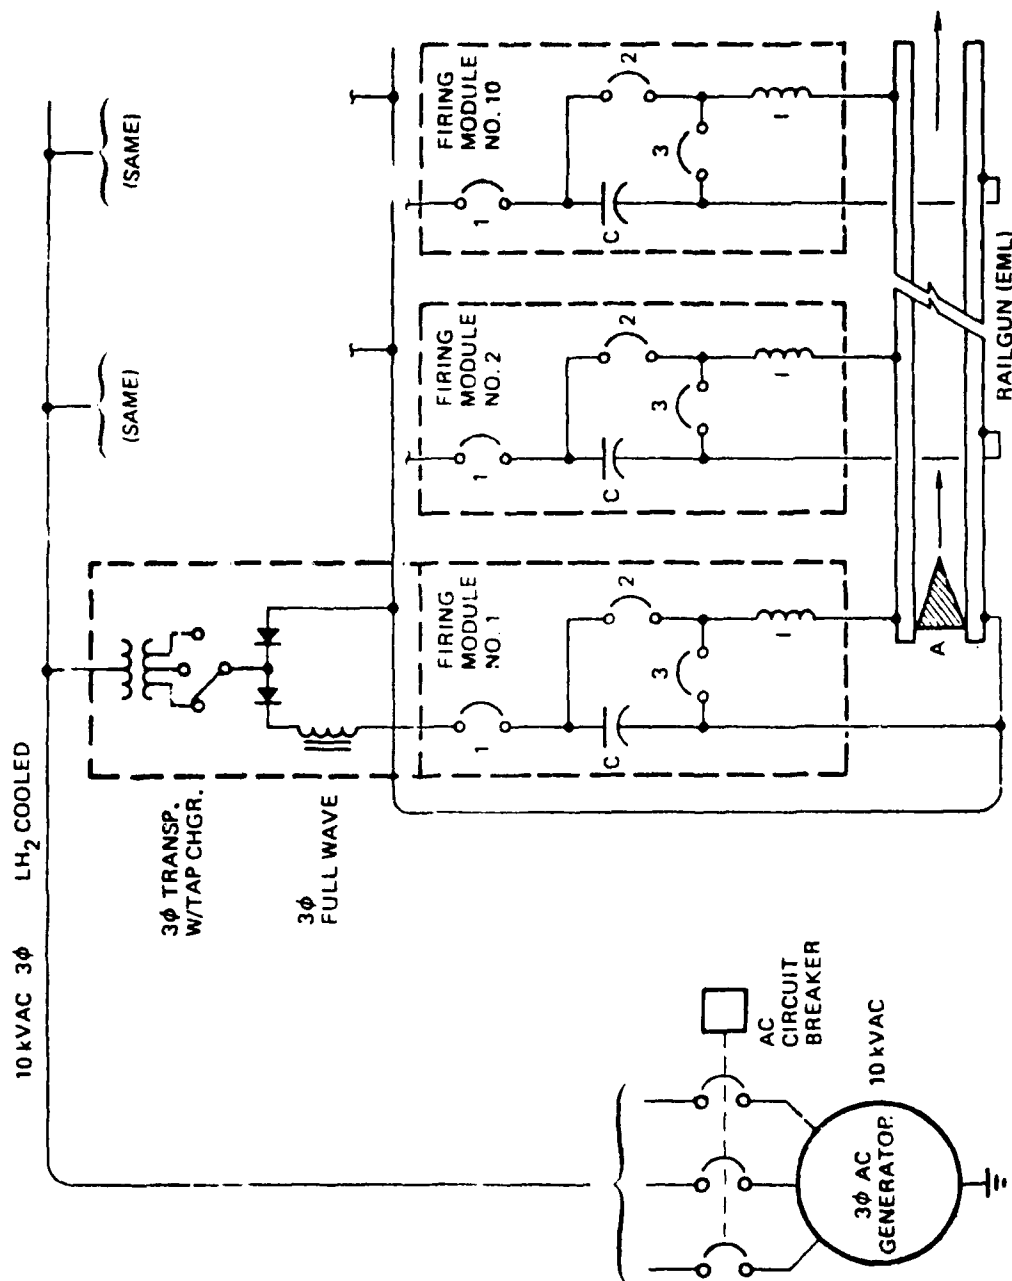 10 kVAC 3ϕ LH₂ COOLED
(SAME)
(SAME)
3ϕ TRANSP.
W/TAP CHGR.
3ϕ
FULL WAVE
FIRING
MODULE
NO. 1
1
2
3
C
I
FIRING
MODULE
NO. 2
1
2
3
C
I
FIRING
MODULE
NO. 10
1
2
3
C
I
A
RAILGUN (EML)
AC
CIRCUIT
BREAKER
10 kVAC
3ϕ AC
GENERATOR